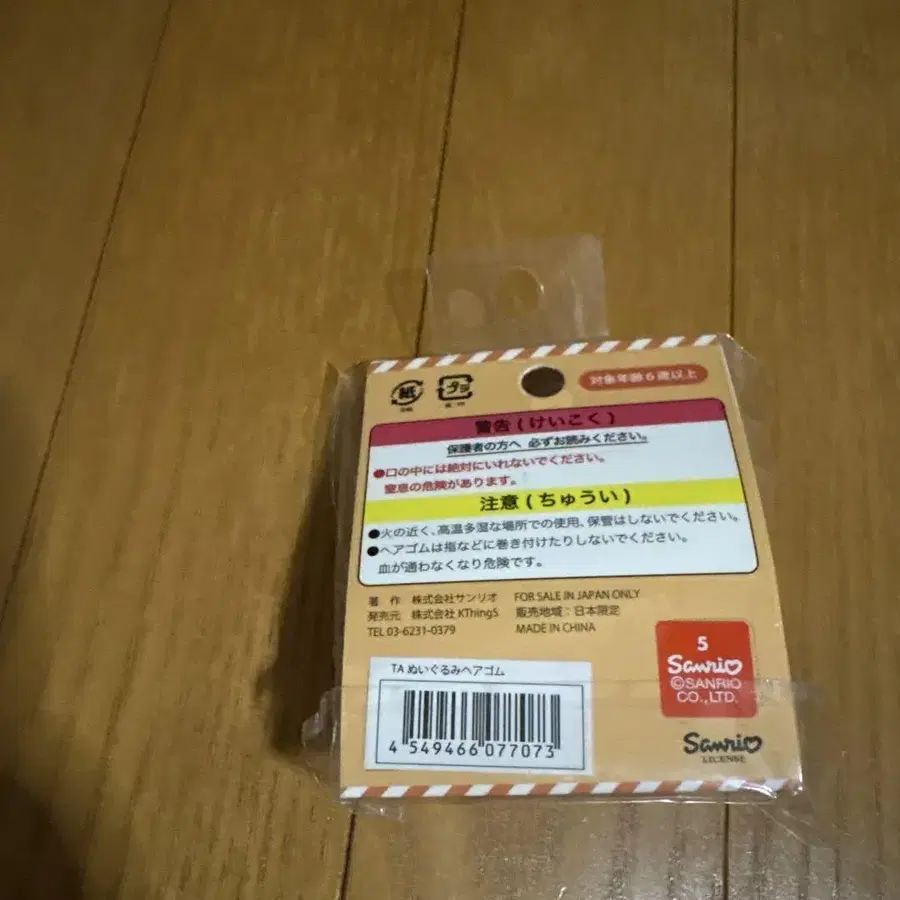 対象年齢6歳以上
紙
プラ
警告(けいこく)
保護者の方へ 必ずお読みください。
●口の中には絶対にいれないでください。
窒息の危険があります。
注意(ちゅうい)
●火の近く、高温多湿な場所での使用、保管はしないでください。
●ヘアゴムは指などに巻き付けたりしないでください。
血が通わなくなり危険です。
著 作 株式会社サンリオ FOR SALE IN JAPAN ONLY
発売元 株式会社 KThingS 販売地域:日本限定
TEL 03-6231-0379 MADE IN CHINA
5
Sanrio
©SANRIO
CO.,LTD.
TA ぬいぐるみヘアゴム
4 549466 077073
Sanrio
LICENSE